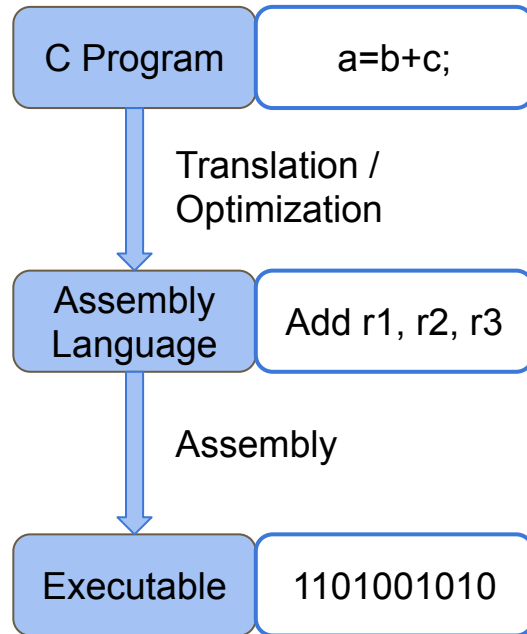 C Program
a=b+c;
Translation /
Optimization
Assembly
Language
Add r1, r2, r3
Assembly
Executable
1101001010